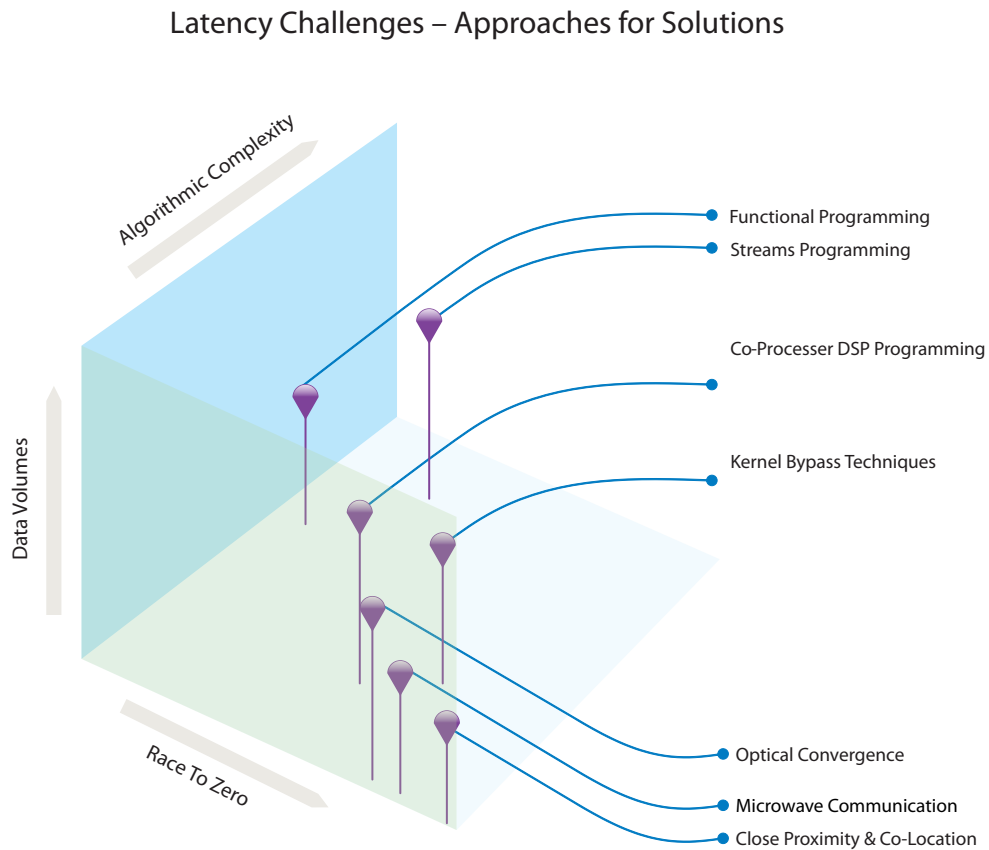 Latency Challenges – Approaches for Solutions
Algorithmic Complexity
Functional Programming
Streams Programming
Co-Processer DSP Programming
Kernel Bypass Techniques
Data Volumes
Race To Zero
Optical Convergence
Microwave Communication
Close Proximity & Co-Location